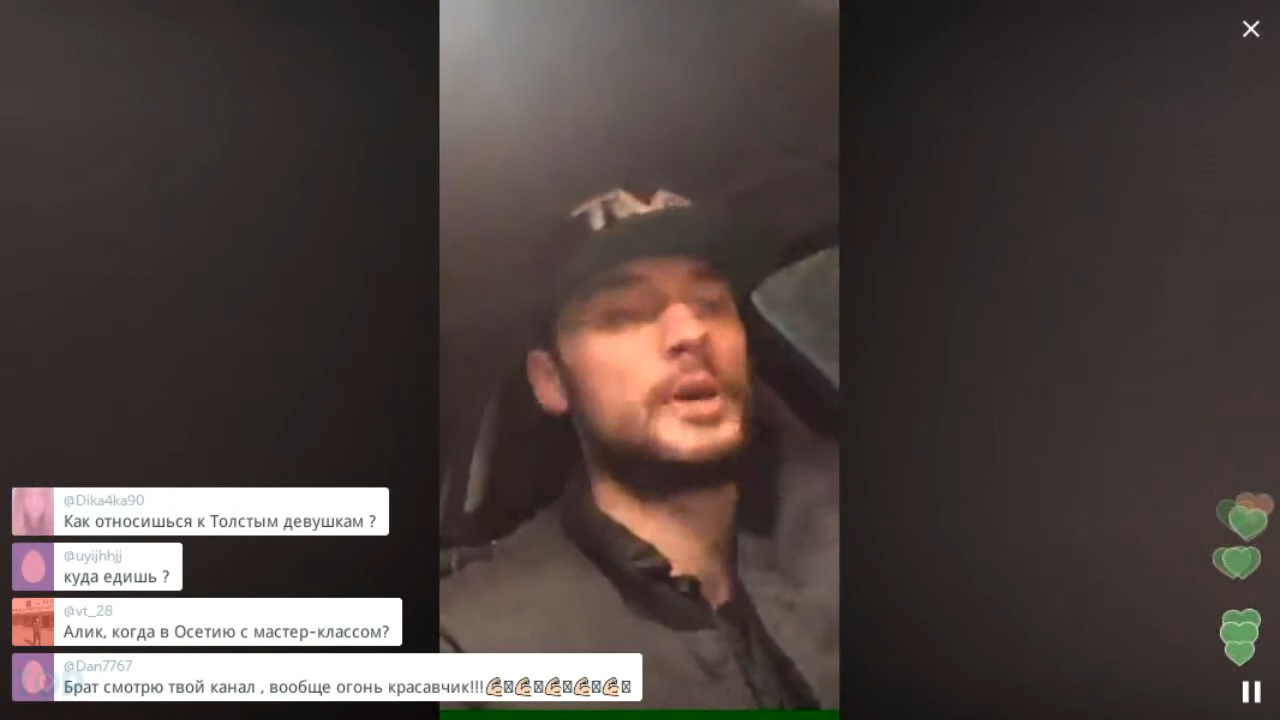 @Dika4ka90
Как относишься к Толстым девушкам ?
@uyijhhjj
куда едишь ?
@vt_28
Алик, когда в Осетию с мастер-классом?
@Dan7767
Брат смотрю твой канал , вообще огонь красавчик!!!